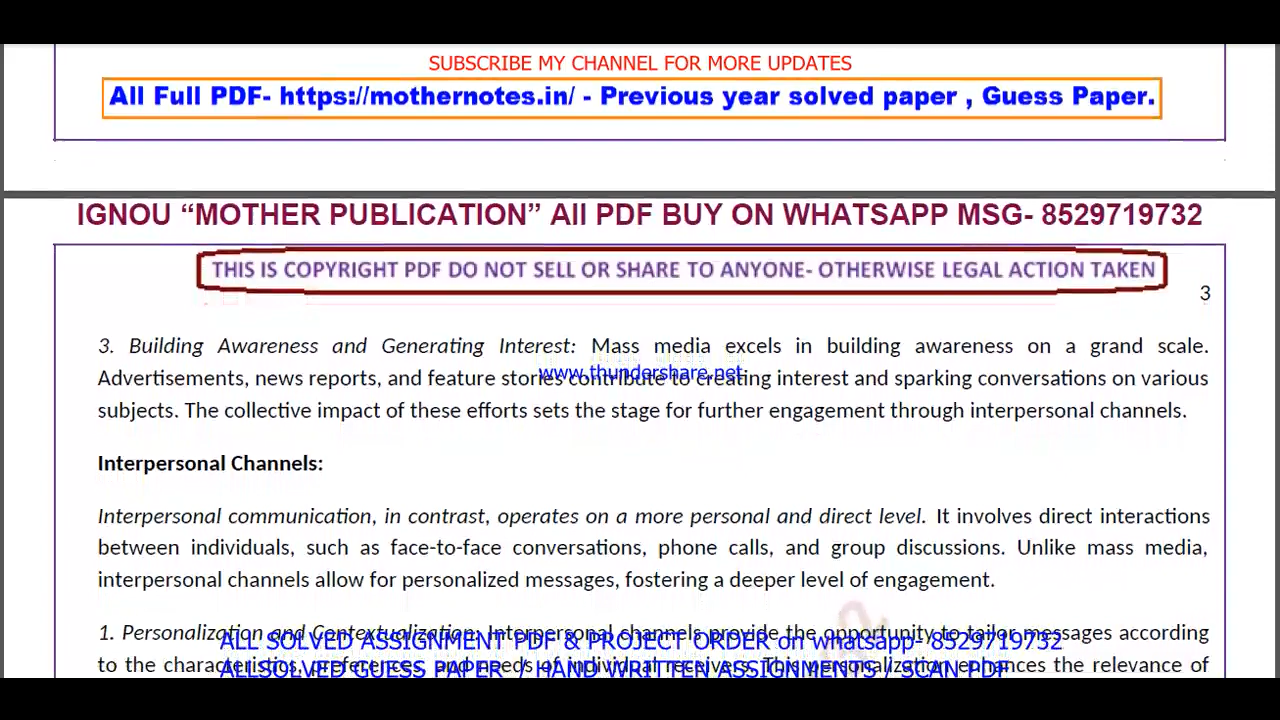 SUBSCRIBE MY CHANNEL FOR MORE UPDATES
All Full PDF- https://mothernotes.in/ - Previous year solved paper , Guess Paper.
IGNOU “MOTHER PUBLICATION” All PDF BUY ON WHATSAPP MSG- 8529719732
THIS IS COPYRIGHT PDF DO NOT SELL OR SHARE TO ANYONE- OTHERWISE LEGAL ACTION TAKEN
3
3. Building Awareness and Generating Interest: Mass media excels in building awareness on a grand scale.
www.thundershare.net
Advertisements, news reports, and feature stories contribute to creating interest and sparking conversations on various
subjects. The collective impact of these efforts sets the stage for further engagement through interpersonal channels.
Interpersonal Channels:
Interpersonal communication, in contrast, operates on a more personal and direct level. It involves direct interactions
between individuals, such as face-to-face conversations, phone calls, and group discussions. Unlike mass media,
interpersonal channels allow for personalized messages, fostering a deeper level of engagement.
1. Personalization and Contextualization: Interpersonal channels provide the opportunity to tailor messages according
ALL SOLVED ASSIGNMENT PDF & PROJECT ORDER on whatsapp- 8529719732
to the characteristics, preferences, and needs of individual receivers. This personalization enhances the relevance of
ALLSOLVED GUESS PAPER / HAND WRITTEN ASSIGNMENTS / SCAN PDF